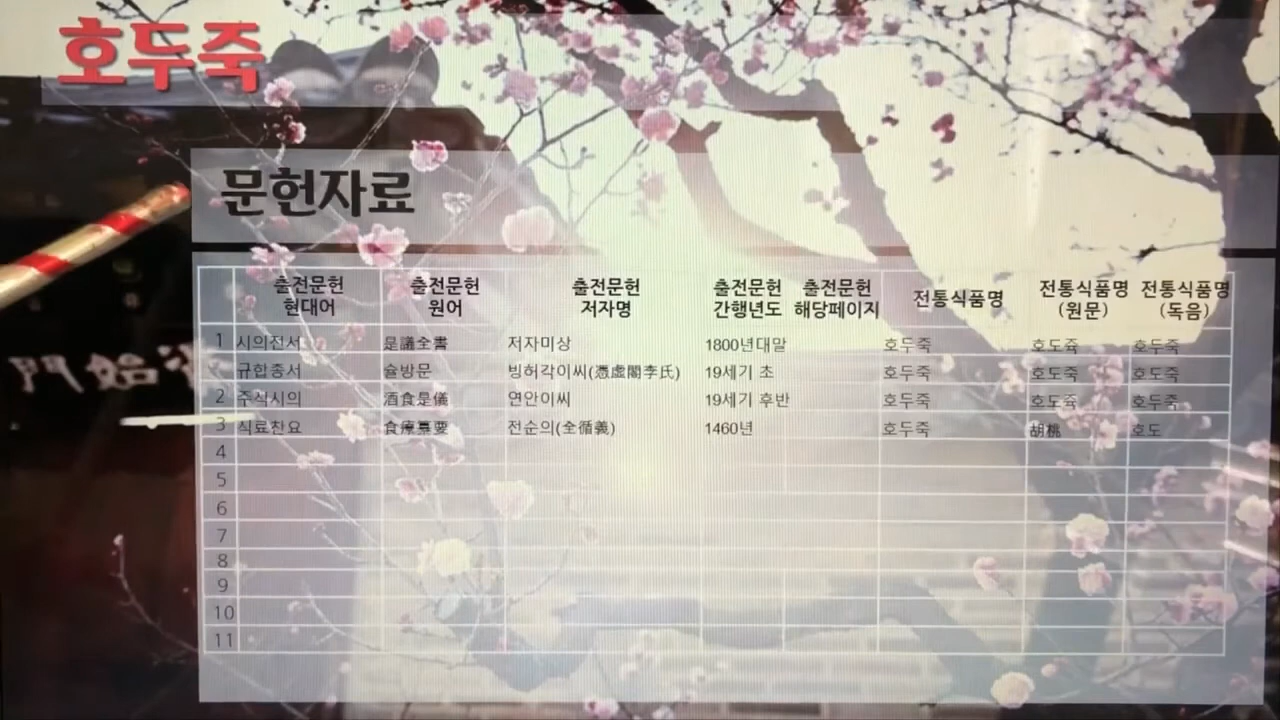 호두죽
문헌자료
출전문헌 현대어 출전문헌 원어 출전문헌 저자명 출전문헌 간행년도 출전문헌 해당페이지 전통식품명 전통식품명 (원문) 전통식품명 (독음)
1 시의전서 是議全書 저자미상 1800년대말 호두죽 호도쥭 호두죽
규합총서 술방문 빙허각이씨(憑虛閣李氏) 19세기 초 호두죽 호도죽 호도죽
2 주식시의 酒食是儀 연안이씨 19세기 후반 호두죽 호도쥭 호두죽
3 식료찬요 食療纂要 전순의(全循義) 1460년 호두죽 胡桃 호도
4
5
6
7
8
9
10
11
門 始